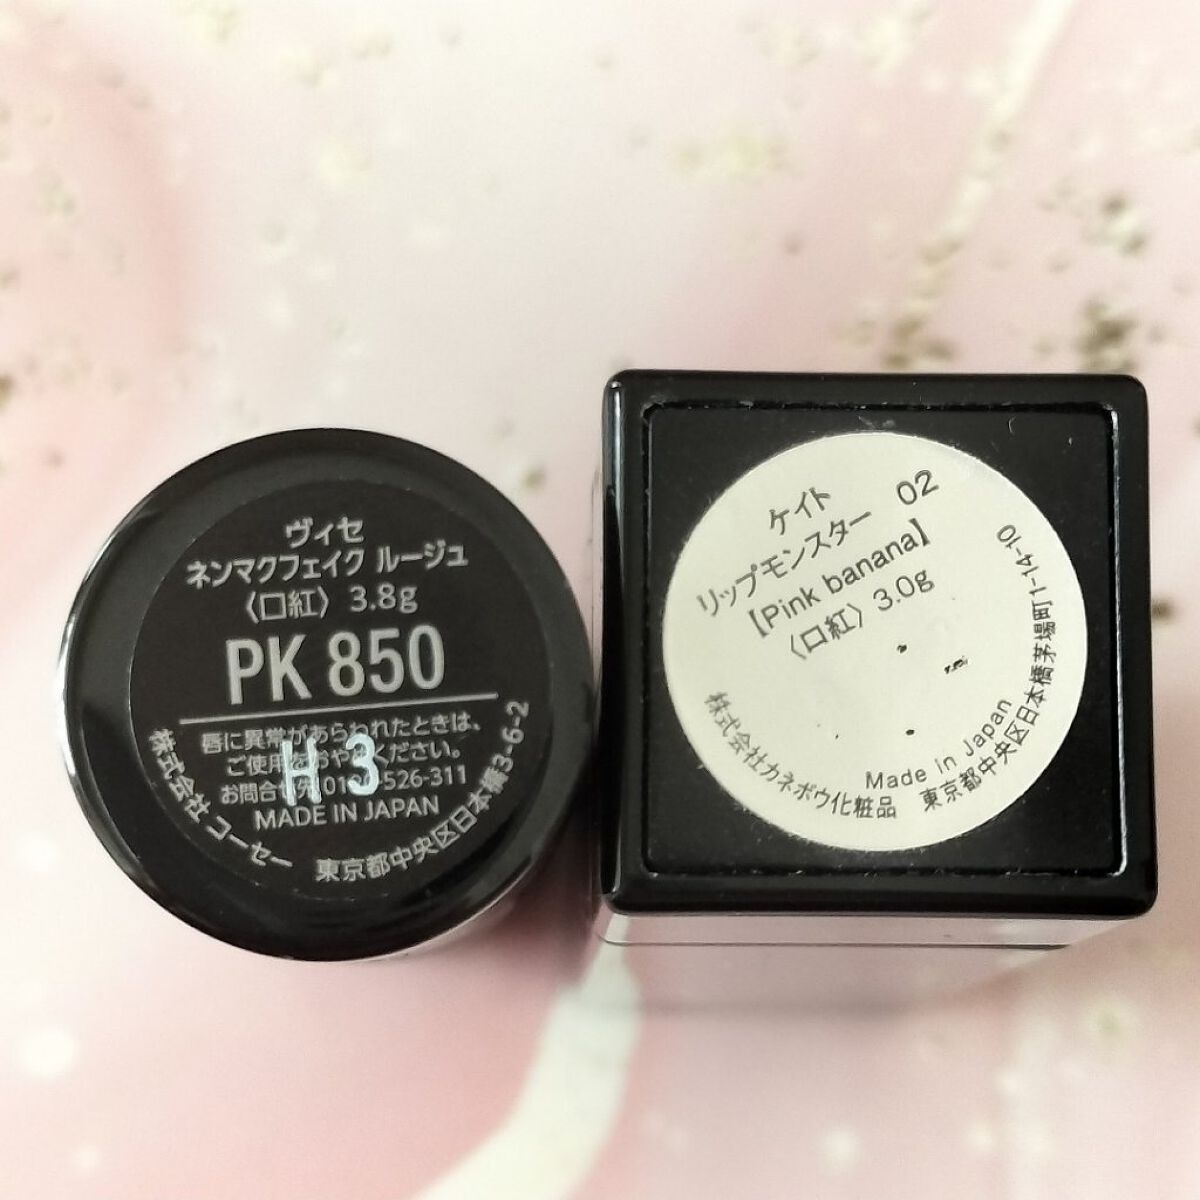 ヴィセ
ネンマクフェイク ルージュ
〈口紅〉 3.8g
PK 850
唇に異常があらわれたときは、
ご使用をおやめください。
お問合せ先 0120-526-311
MADE IN JAPAN
株式会社 コーセー 東京都中央区日本橋3-6-2
H3
ケイト
リップモンスター 02
【Pink banana】
〈口紅〉 3.0g
Made in Japan
株式会社カネボウ化粧品 東京都中央区日本橋茅場町1-14-10